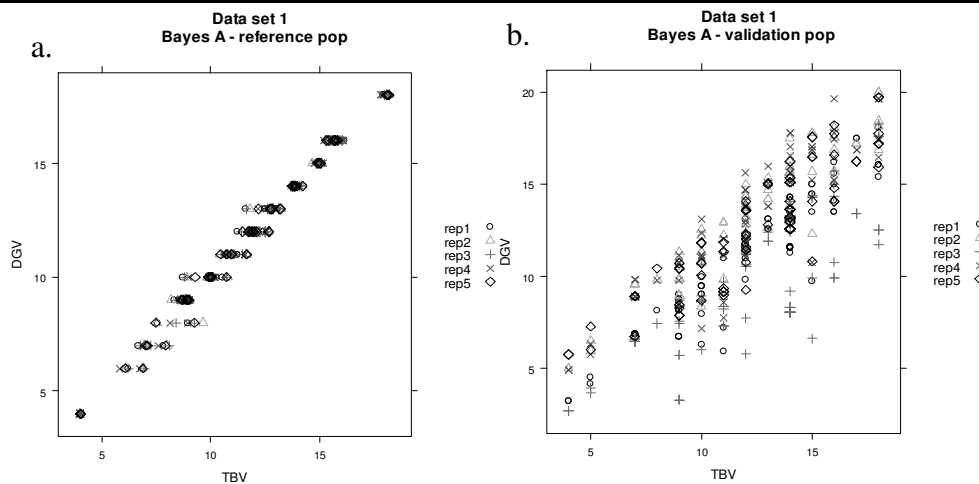 a.
Data set 1
Bayes A - reference pop
15
10
5
DGV
5
10
15
TBV
rep1
rep2
rep3
rep4
rep5
b.
Data set 1
Bayes A - validation pop
20
15
10
5
DGV
5
10
15
TBV
rep1
rep2
rep3
rep4
rep5